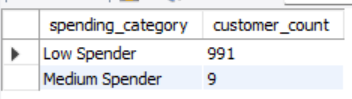 spending_category customer_count
Low Spender 991
Medium Spender 9